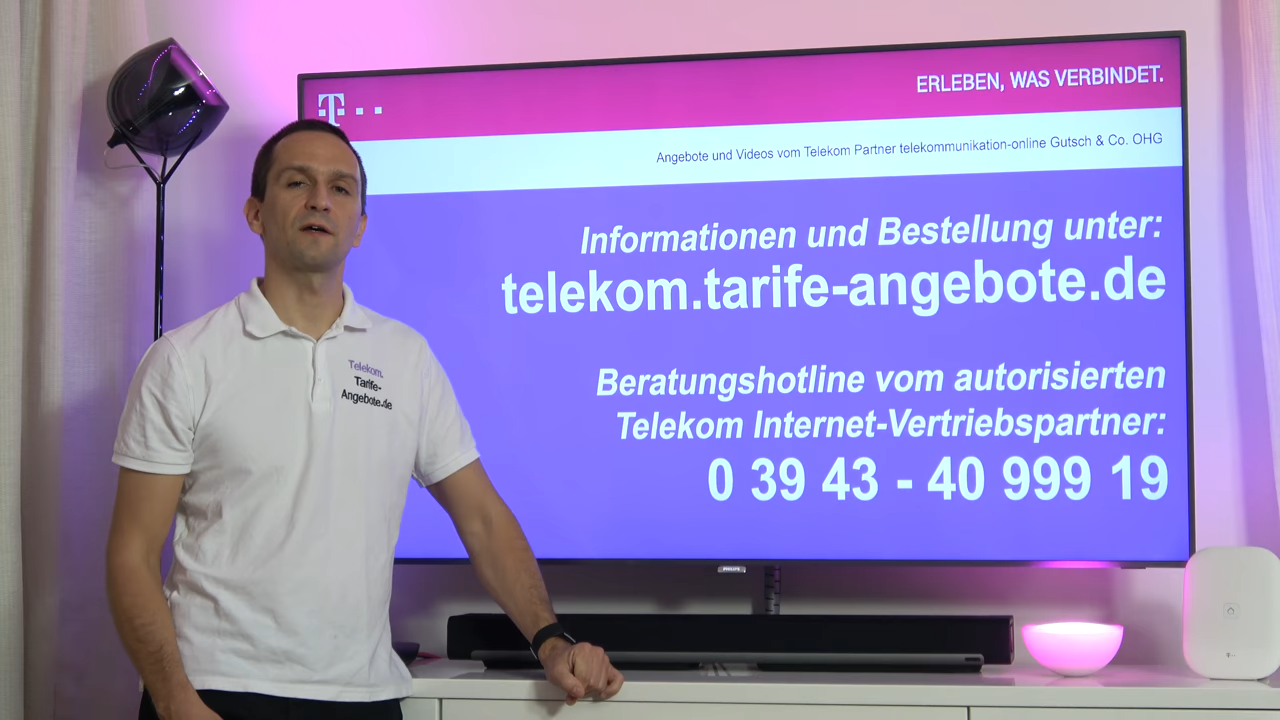 T
ERLEBEN, WAS VERBINDET.
Angebote und Videos vom Telekom Partner telekommunikation-online Gutsch & Co. OHG
Informationen und Bestellung unter:
telekom.tarife-angebote.de
Beratungshotline vom autorisierten
Telekom Internet-Vertriebspartner:
0 39 43 - 40 999 19
Telekom.
Tarife-
Angebote.de
PHILIPS